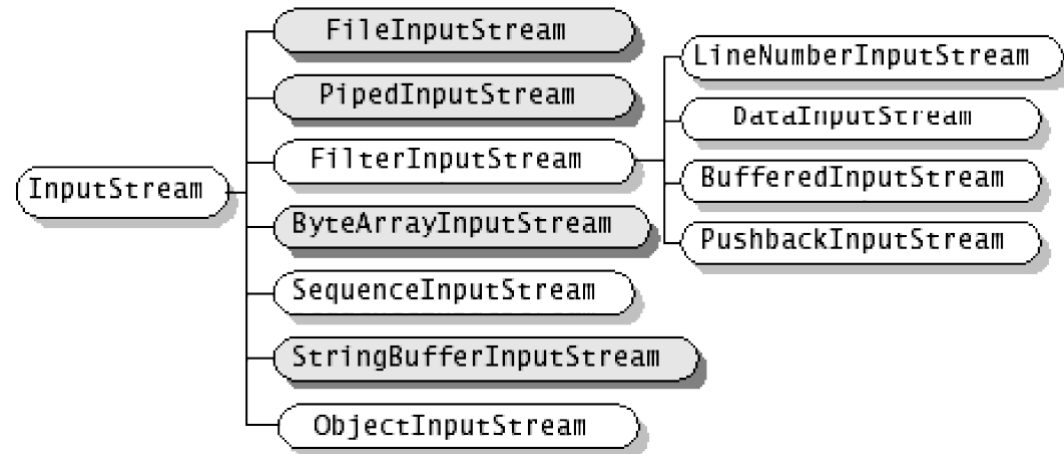 FileInputStream
PipedInputStream
FilterInputStream
InputStream
ByteArrayInputStream
SequenceInputStream
StringBufferInputStream
ObjectInputStream
LineNumberInputStream
DataInputStream
BufferedInputStream
PushbackInputStream